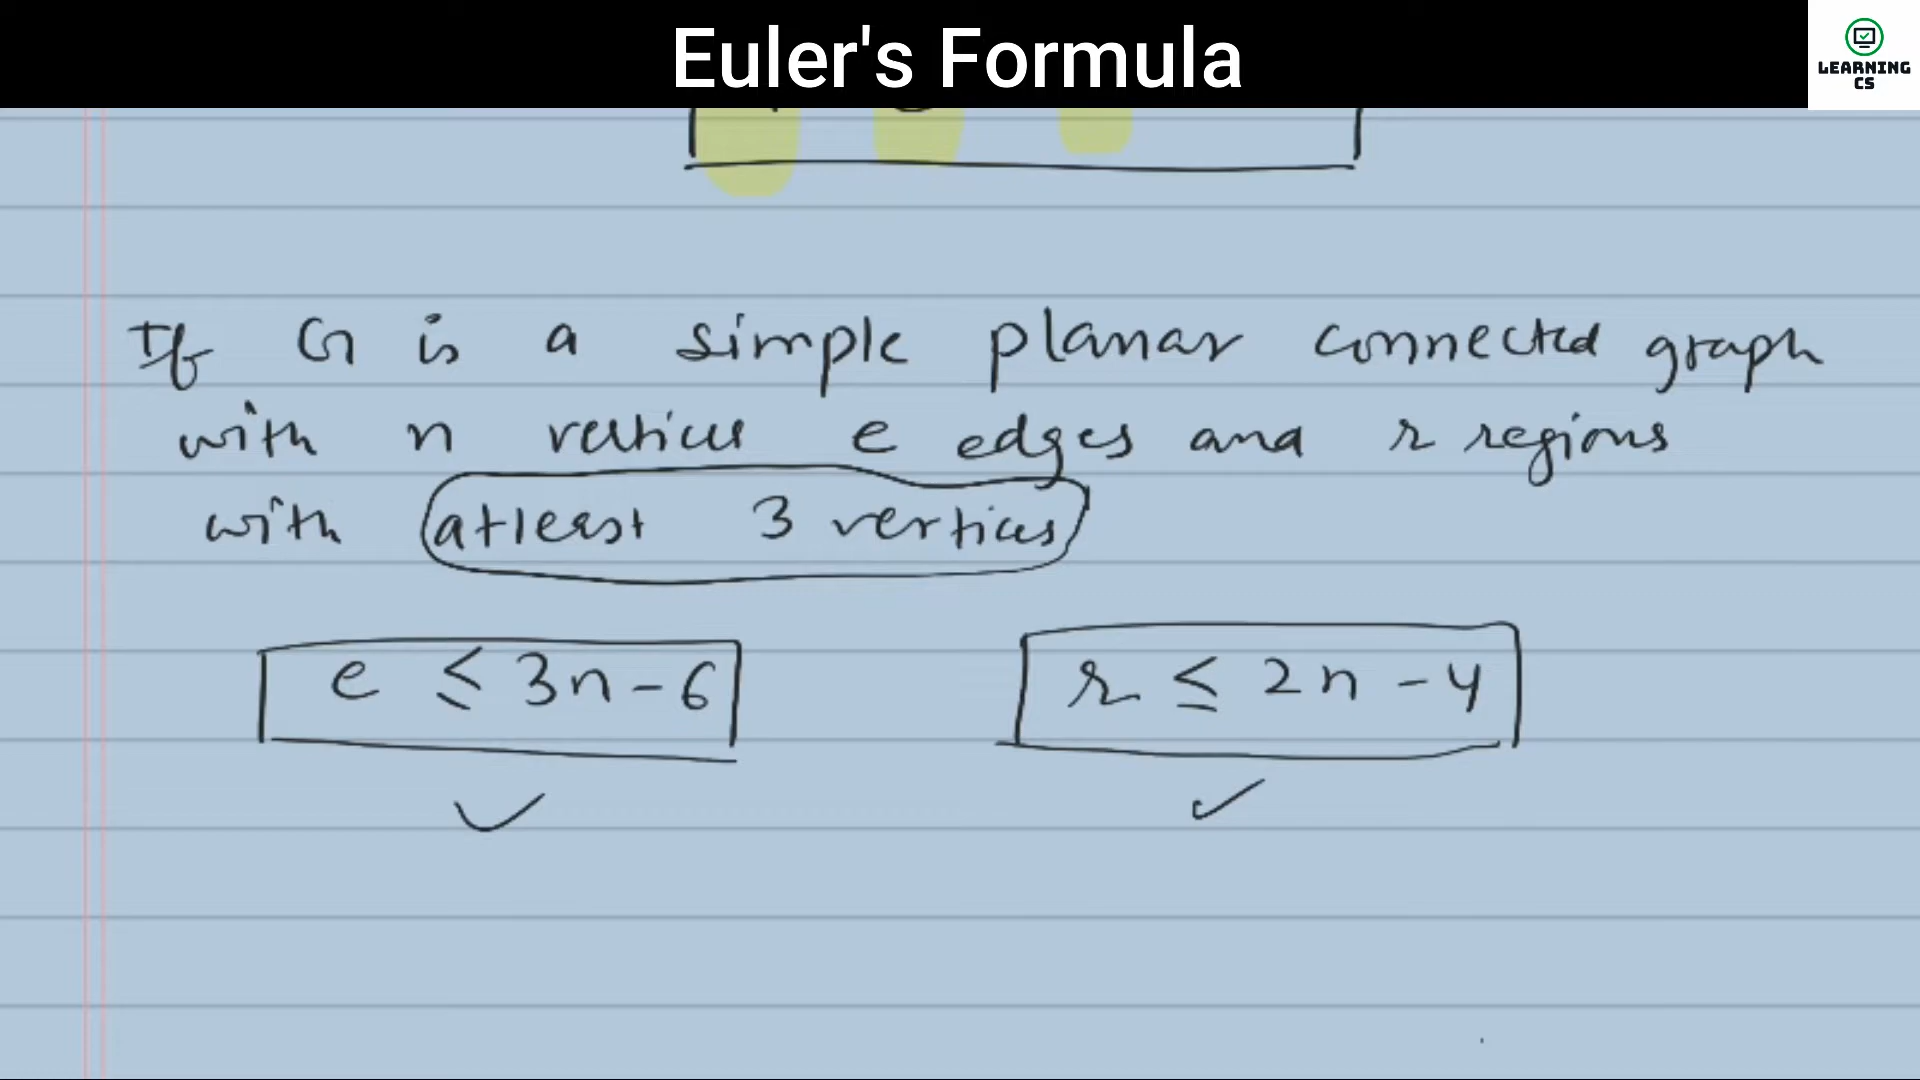 Euler's Formula
LEARNING
CS
If G is a simple planar connected graph
with n vertices e edges and r regions
with atleast 3 vertices
e ≤ 3n - 6
r ≤ 2n - 4